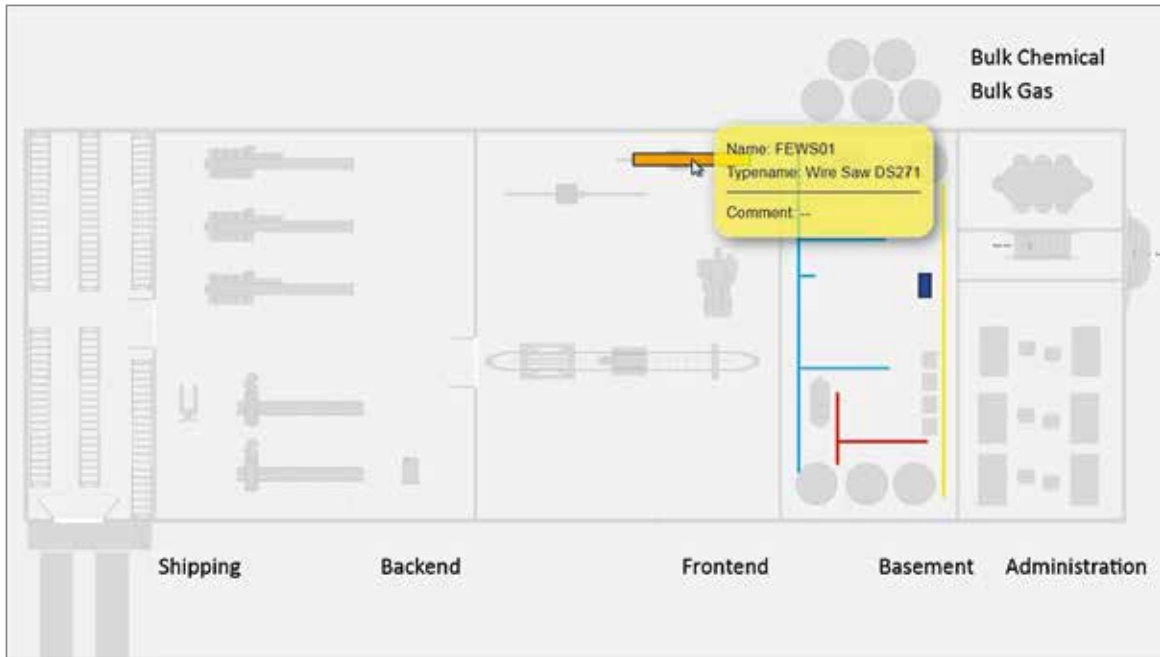 Bulk Chemical
Bulk Gas
Name: FEWS01
Typename: Wire Saw DS271
Comment: --
Shipping
Backend
Frontend
Basement
Administration